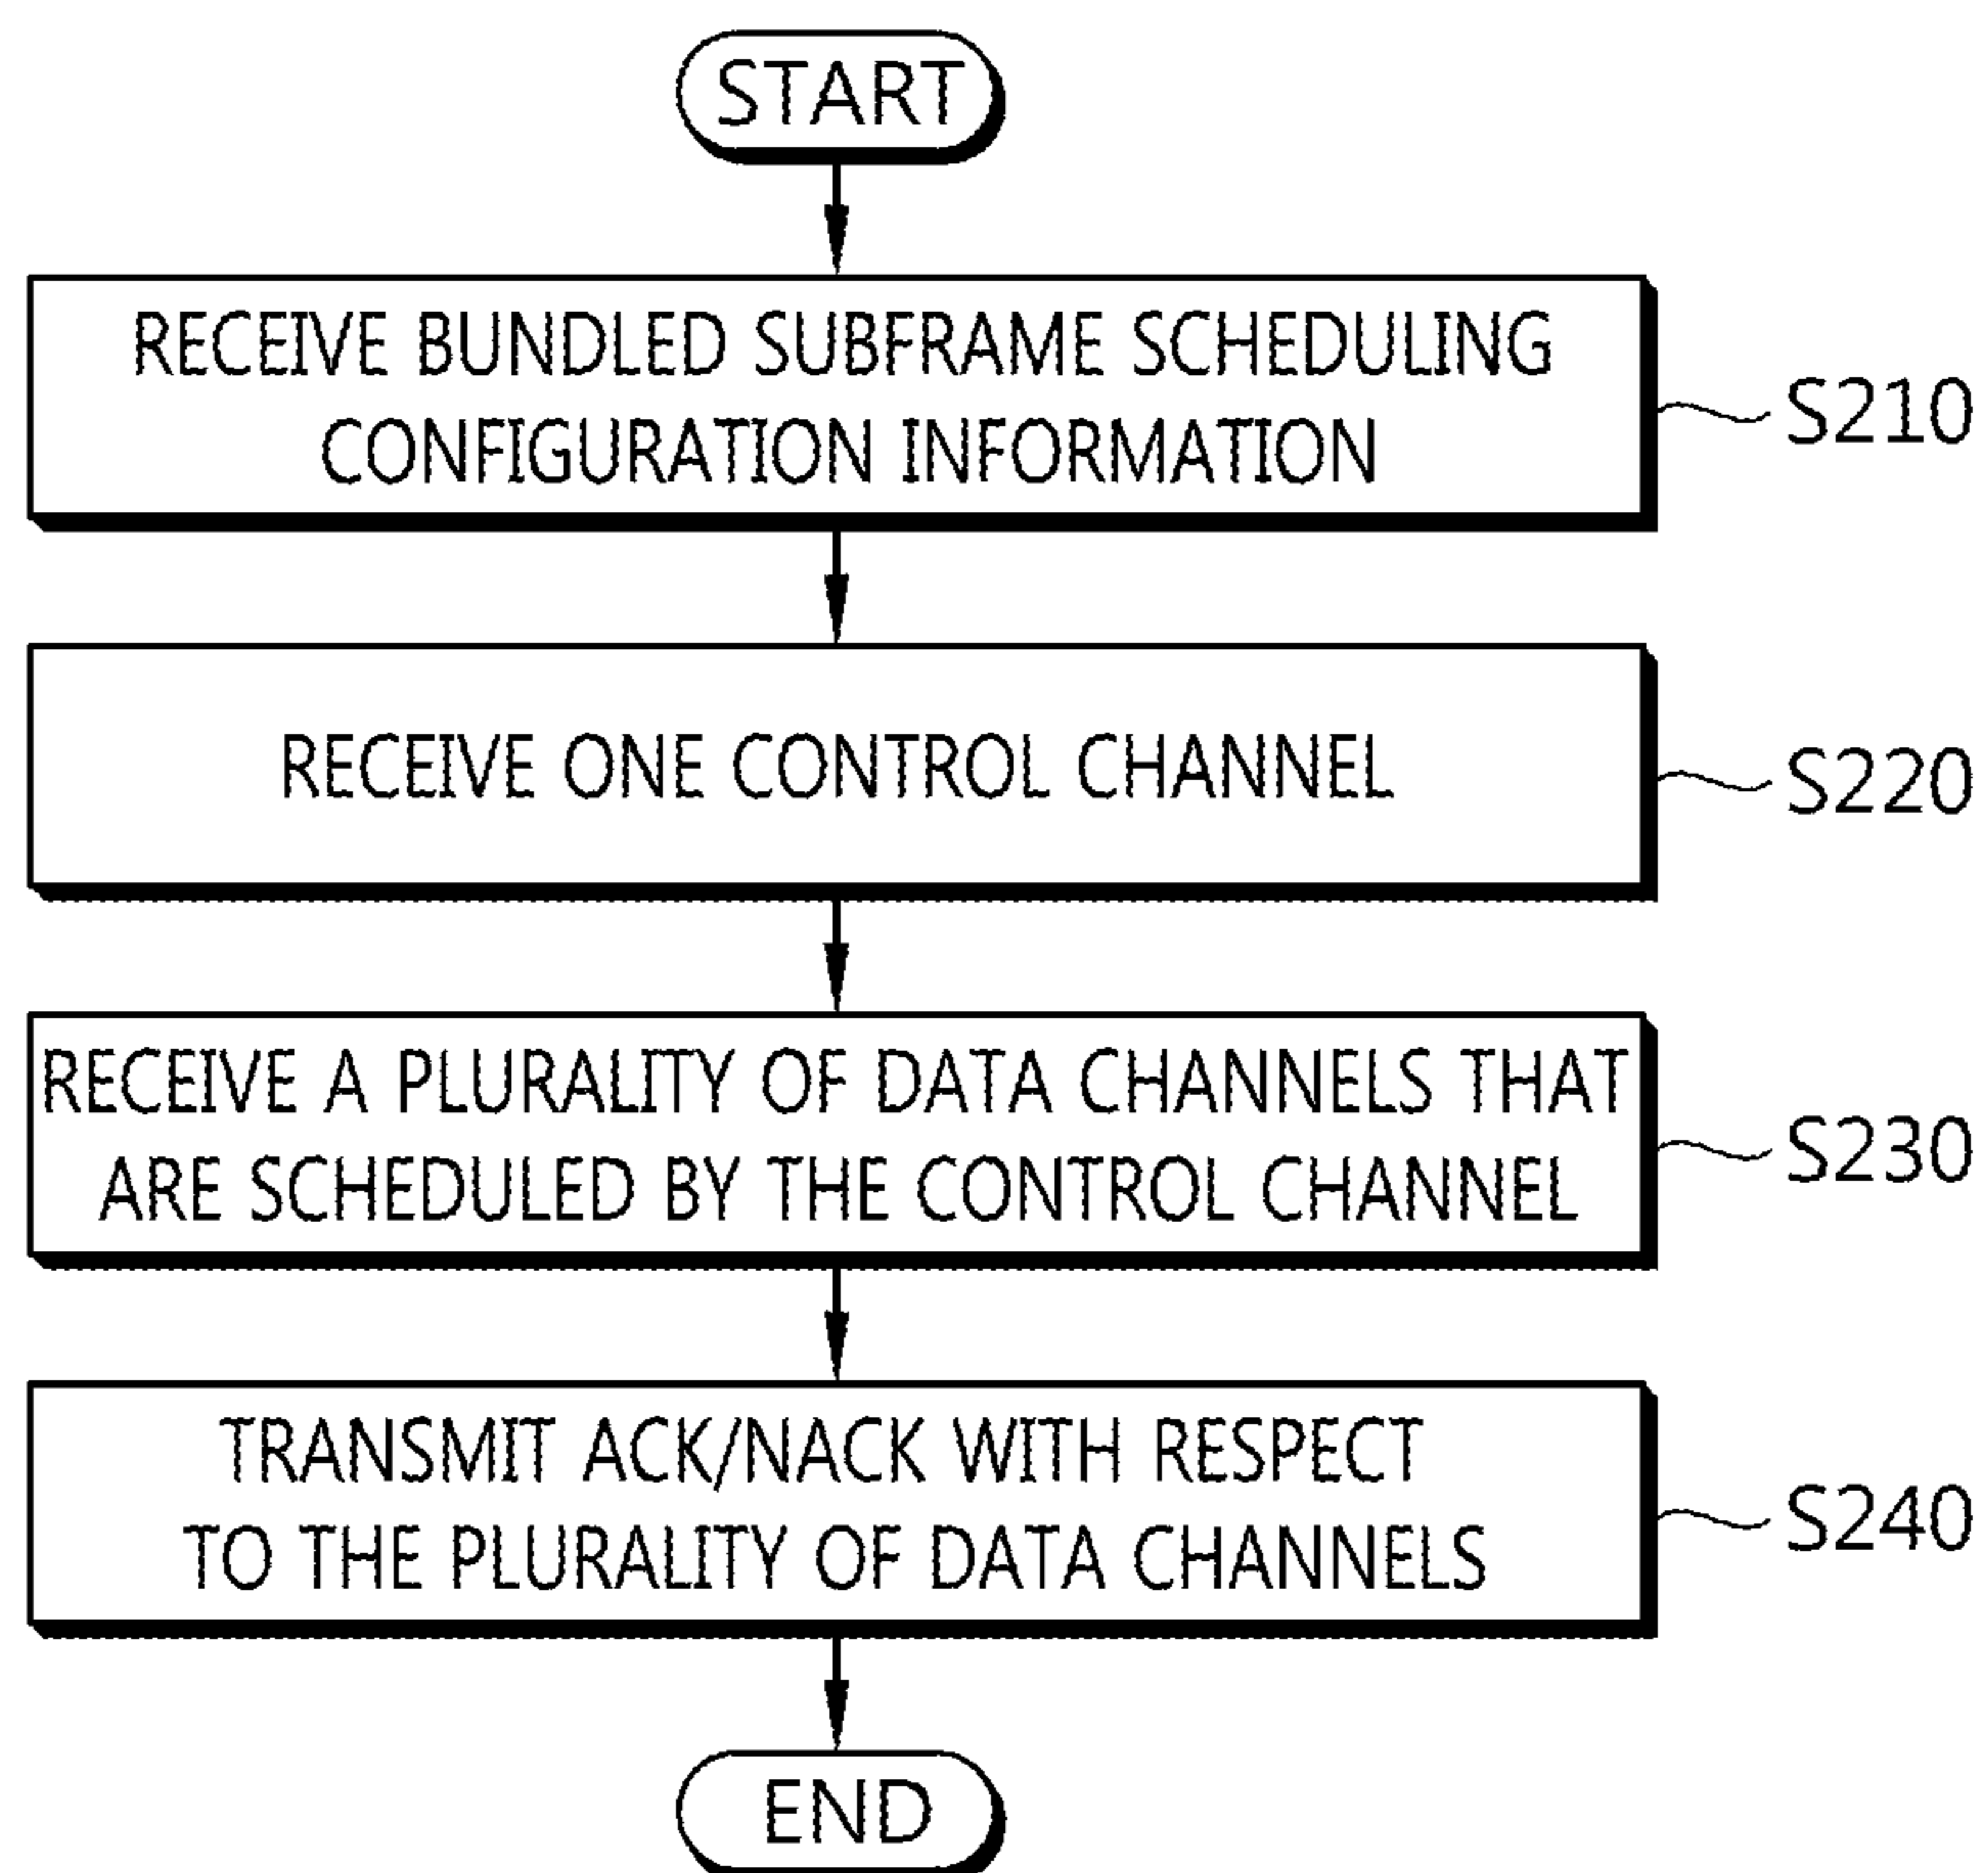 START
RECEIVE BUNDLED SUBFRAME SCHEDULING
CONFIGURATION INFORMATION
S210
RECEIVE ONE CONTROL CHANNEL
S220
RECEIVE A PLURALITY OF DATA CHANNELS THAT
ARE SCHEDULED BY THE CONTROL CHANNEL
S230
TRANSMIT ACK/NACK WITH RESPECT
TO THE PLURALITY OF DATA CHANNELS
S240
END